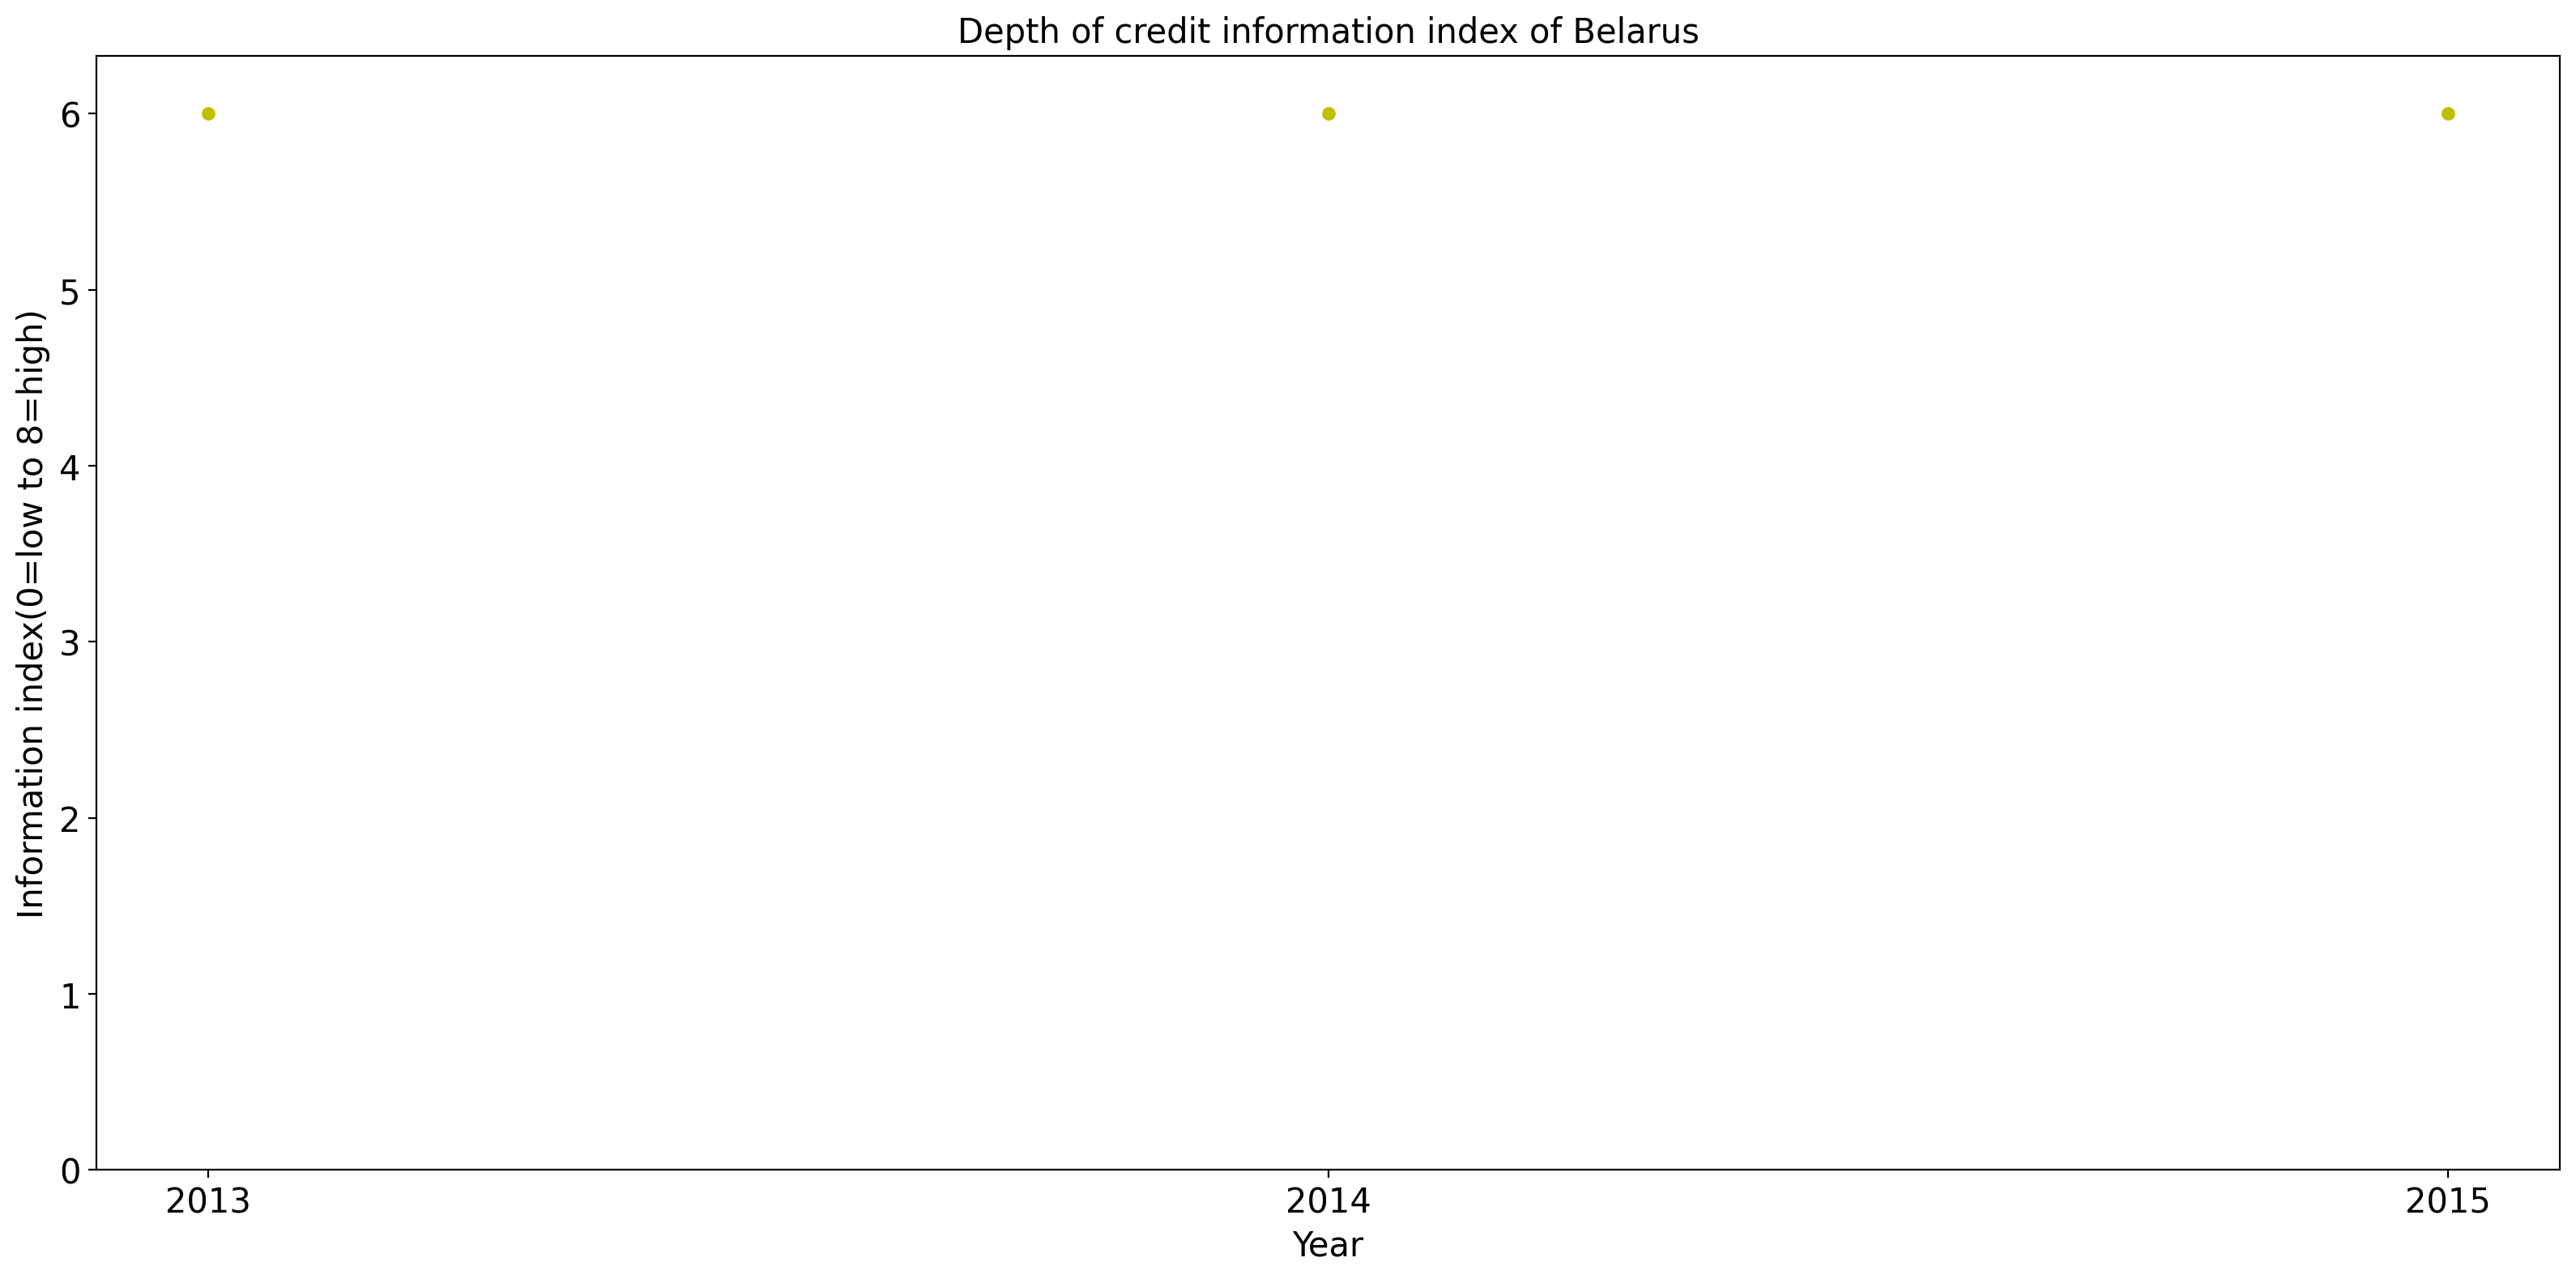 Depth of credit information index of Belarus
Information index(0=low to 8=high)
6
5
4
3
2
1
0
2013 2014 2015
Year